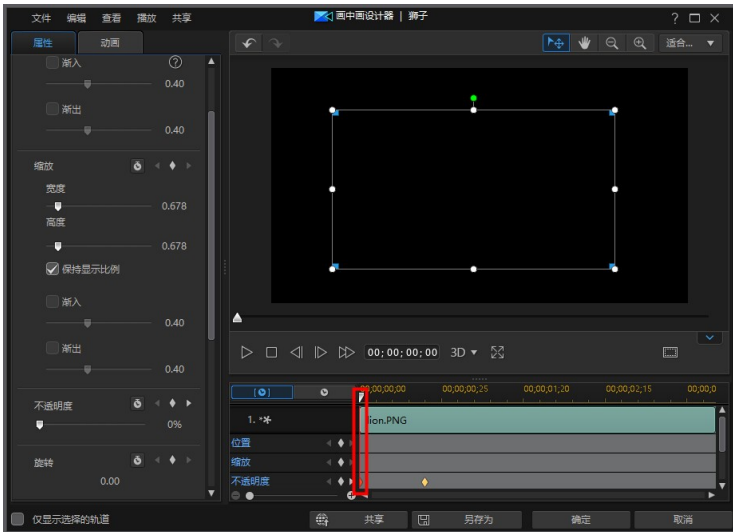 文件 编辑 查看 播放 共享 画中画设计器 | 狮子 ? □ ×
属性 动画 适合...
渐入 ?
0.40
渐出
0.40
缩放
宽度
0.678
高度
0.678
保持显示比例
渐入
0.40
渐出
0.40
不透明度
0%
旋转
0.00
00;00;00;00 3D
00;00;00;00 00;00;00;25 00;00;01;20 00;00;02;15 00;00;0
1. lion.PNG
位置
缩放
不透明度
仅显示选择的轨道 共享 另存为 确定 取消